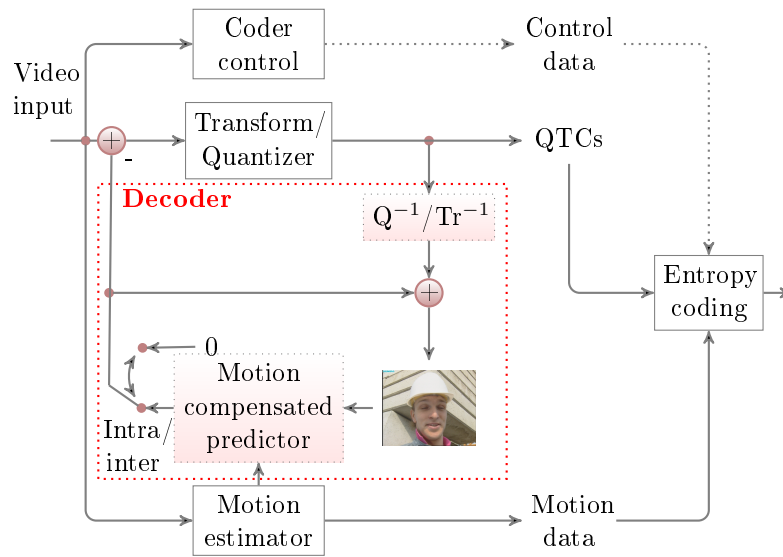 Coder
control
Control
data
Video
input
+
-
Transform/
Quantizer
QTCs
Decoder
Q⁻¹/Tr⁻¹
+
Entropy
coding
0
Motion
compensated
predictor
Intra/
inter
Motion
estimator
Motion
data